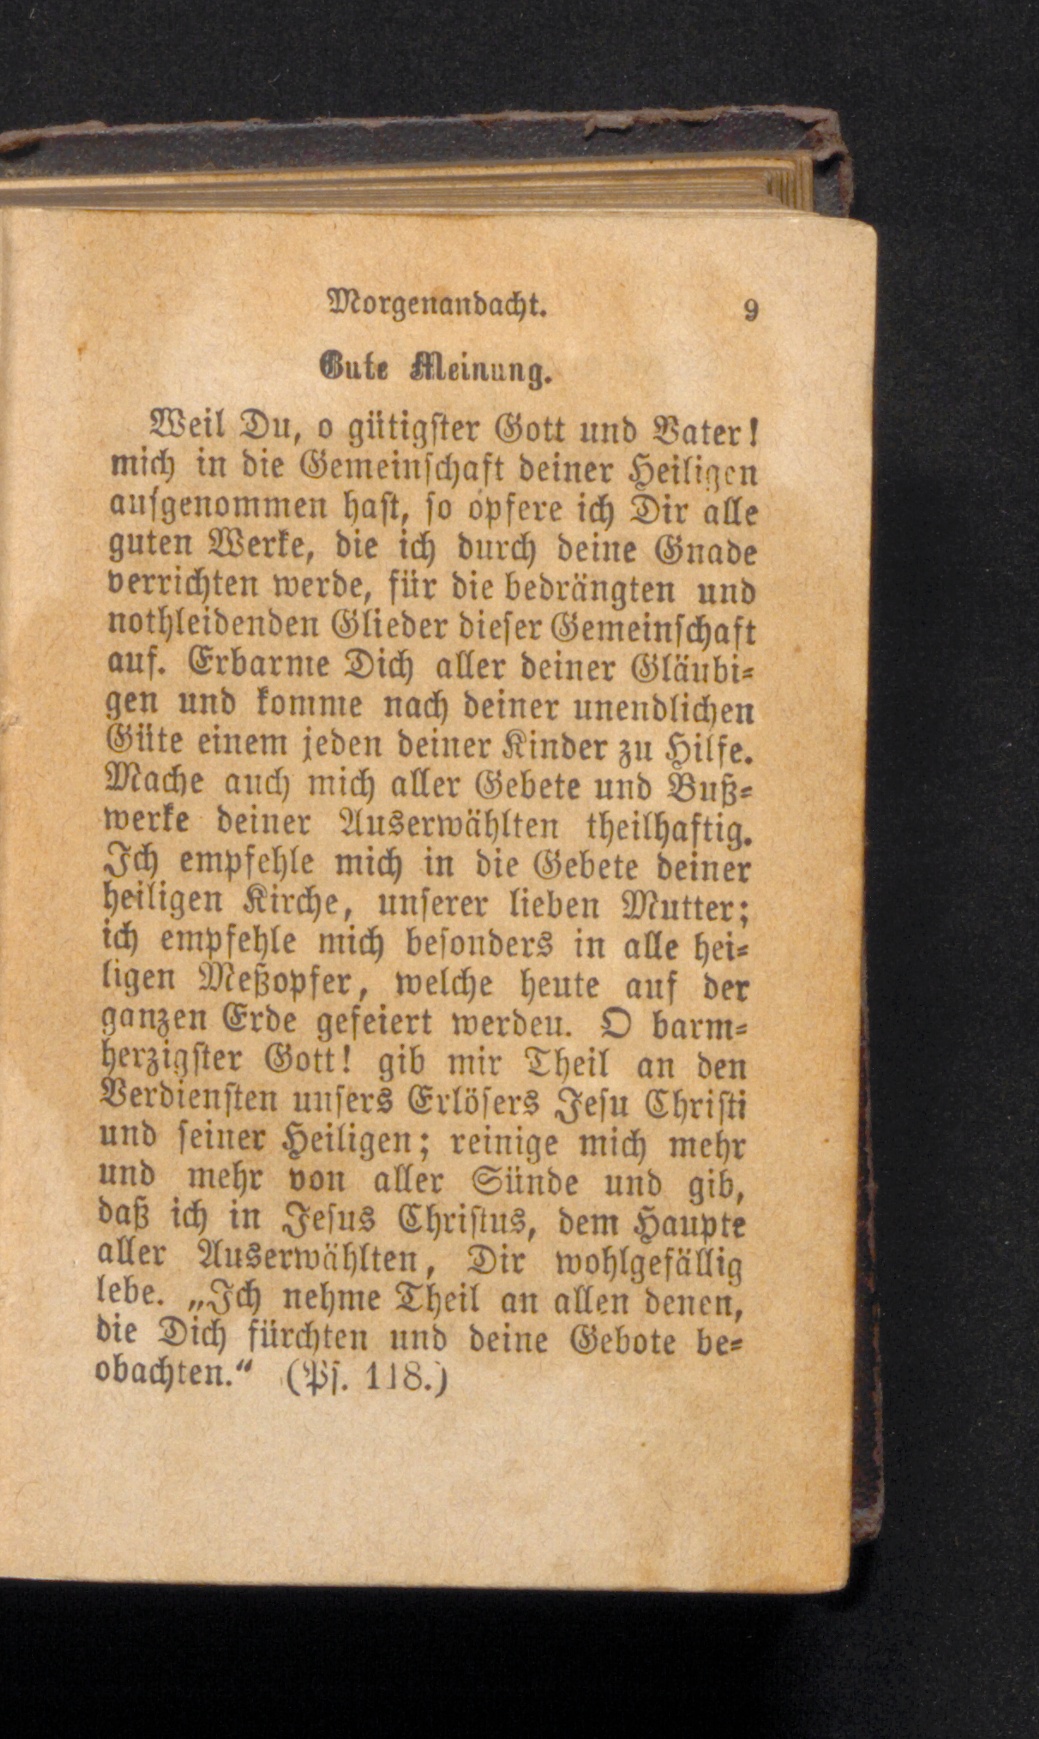 Morgenandacht. 9
Gute Meinung.
Weil Du, o gütigster Gott und Vater!
mich in die Gemeinschaft deiner Heiligen
aufgenommen hast, so opfere ich Dir alle
guten Werke, die ich durch deine Gnade
verrichten werde, für die bedrängten und
nothleidenden Glieder dieser Gemeinschaft
auf. Erbarme Dich aller deiner Gläubi-
gen und komme nach deiner unendlichen
Güte einem jeden deiner Kinder zu Hilfe.
Mache auch mich aller Gebete und Buß-
werke deiner Auserwählten theilhaftig.
Ich empfehle mich in die Gebete deiner
heiligen Kirche, unserer lieben Mutter;
ich empfehle mich besonders in alle hei-
ligen Meßopfer, welche heute auf der
ganzen Erde gefeiert werden. O barm-
herzigster Gott! gib mir Theil an den
Verdiensten unsers Erlösers Jesu Christi
und seiner Heiligen; reinige mich mehr
und mehr von aller Sünde und gib,
daß ich in Jesus Christus, dem Haupte
aller Auserwählten, Dir wohlgefällig
lebe. „Ich nehme Theil an allen denen,
die Dich fürchten und deine Gebote be-
obachten.“ (Ps. 118.)